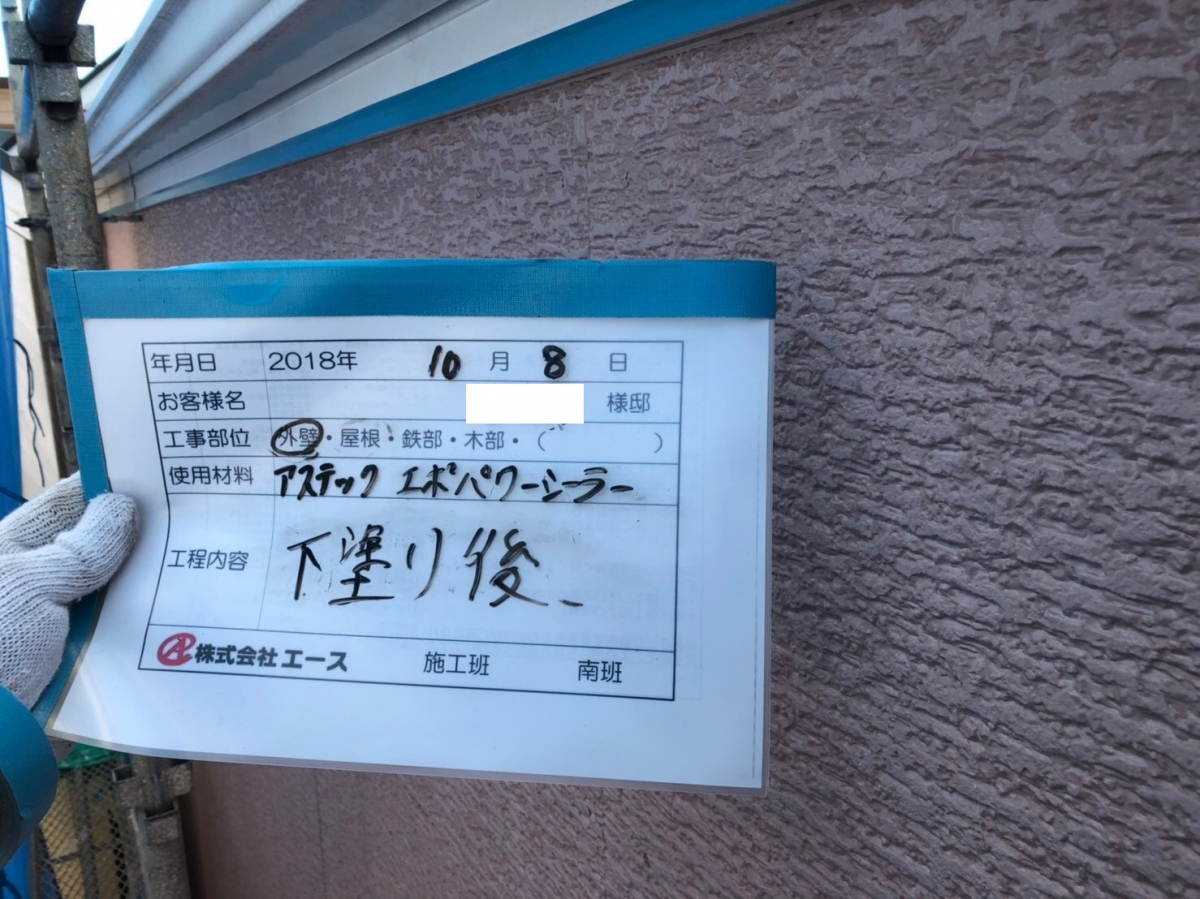 年月日 2018年 10 月 8 日
お客様名 様邸
工事部位 外壁・屋根・鉄部・木部・( )
使用材料 アステック エポパワーシーラー
工程内容 下塗り後
株式会社エース 施工班 南班